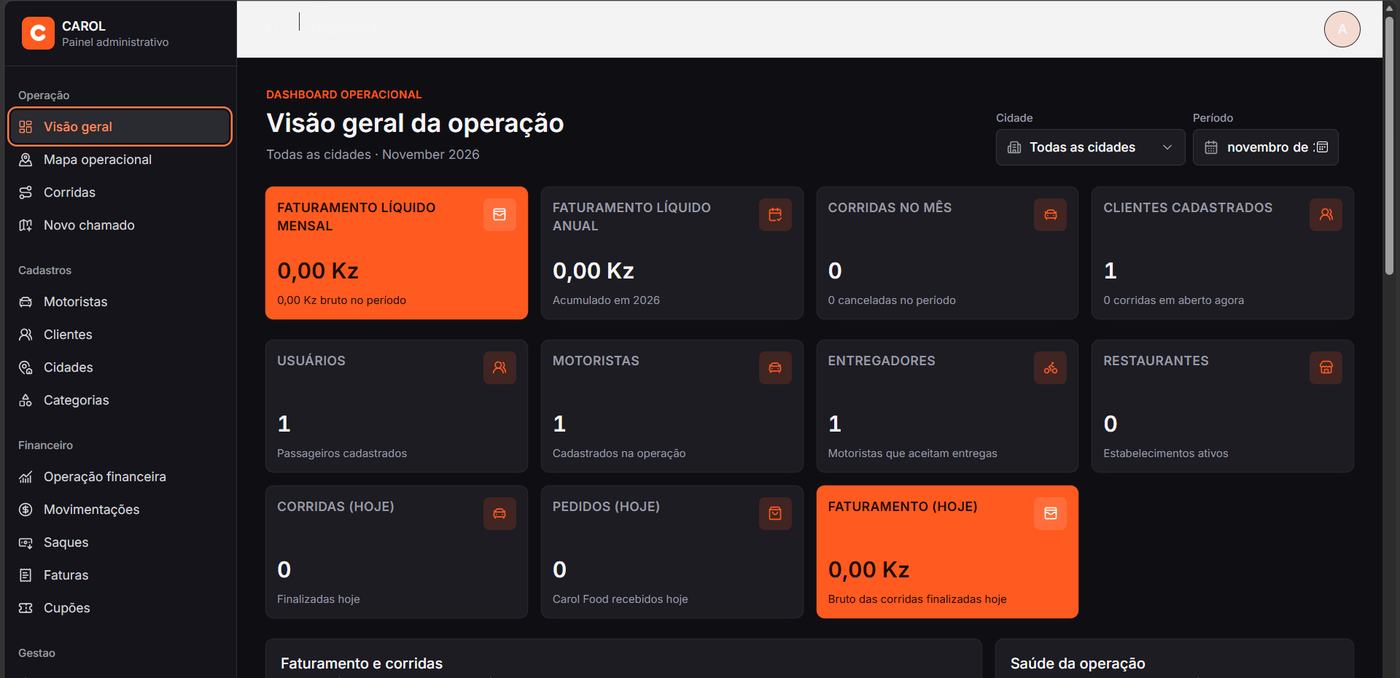 C
CAROL
Painel administrativo
Operação
Visão geral
Mapa operacional
Corridas
Novo chamado
Cadastros
Motoristas
Clientes
Cidades
Categorias
Financeiro
Operação financeira
Movimentações
Saques
Faturas
Cupões
Gestao
A
DASHBOARD OPERACIONAL
Visão geral da operação
Todas as cidades · November 2026
Cidade
Todas as cidades
Período
novembro de
FATURAMENTO LÍQUIDO
MENSAL
0,00 Kz
0,00 Kz bruto no período
FATURAMENTO LÍQUIDO
ANUAL
0,00 Kz
Acumulado em 2026
CORRIDAS NO MÊS
0
0 canceladas no período
CLIENTES CADASTRADOS
1
0 corridas em aberto agora
USUÁRIOS
1
Passageiros cadastrados
MOTORISTAS
1
Cadastrados na operação
ENTREGADORES
1
Motoristas que aceitam entregas
RESTAURANTES
0
Estabelecimentos ativos
CORRIDAS (HOJE)
0
Finalizadas hoje
PEDIDOS (HOJE)
0
Carol Food recebidos hoje
FATURAMENTO (HOJE)
0,00 Kz
Bruto das corridas finalizadas hoje
Faturamento e corridas
Saúde da operação